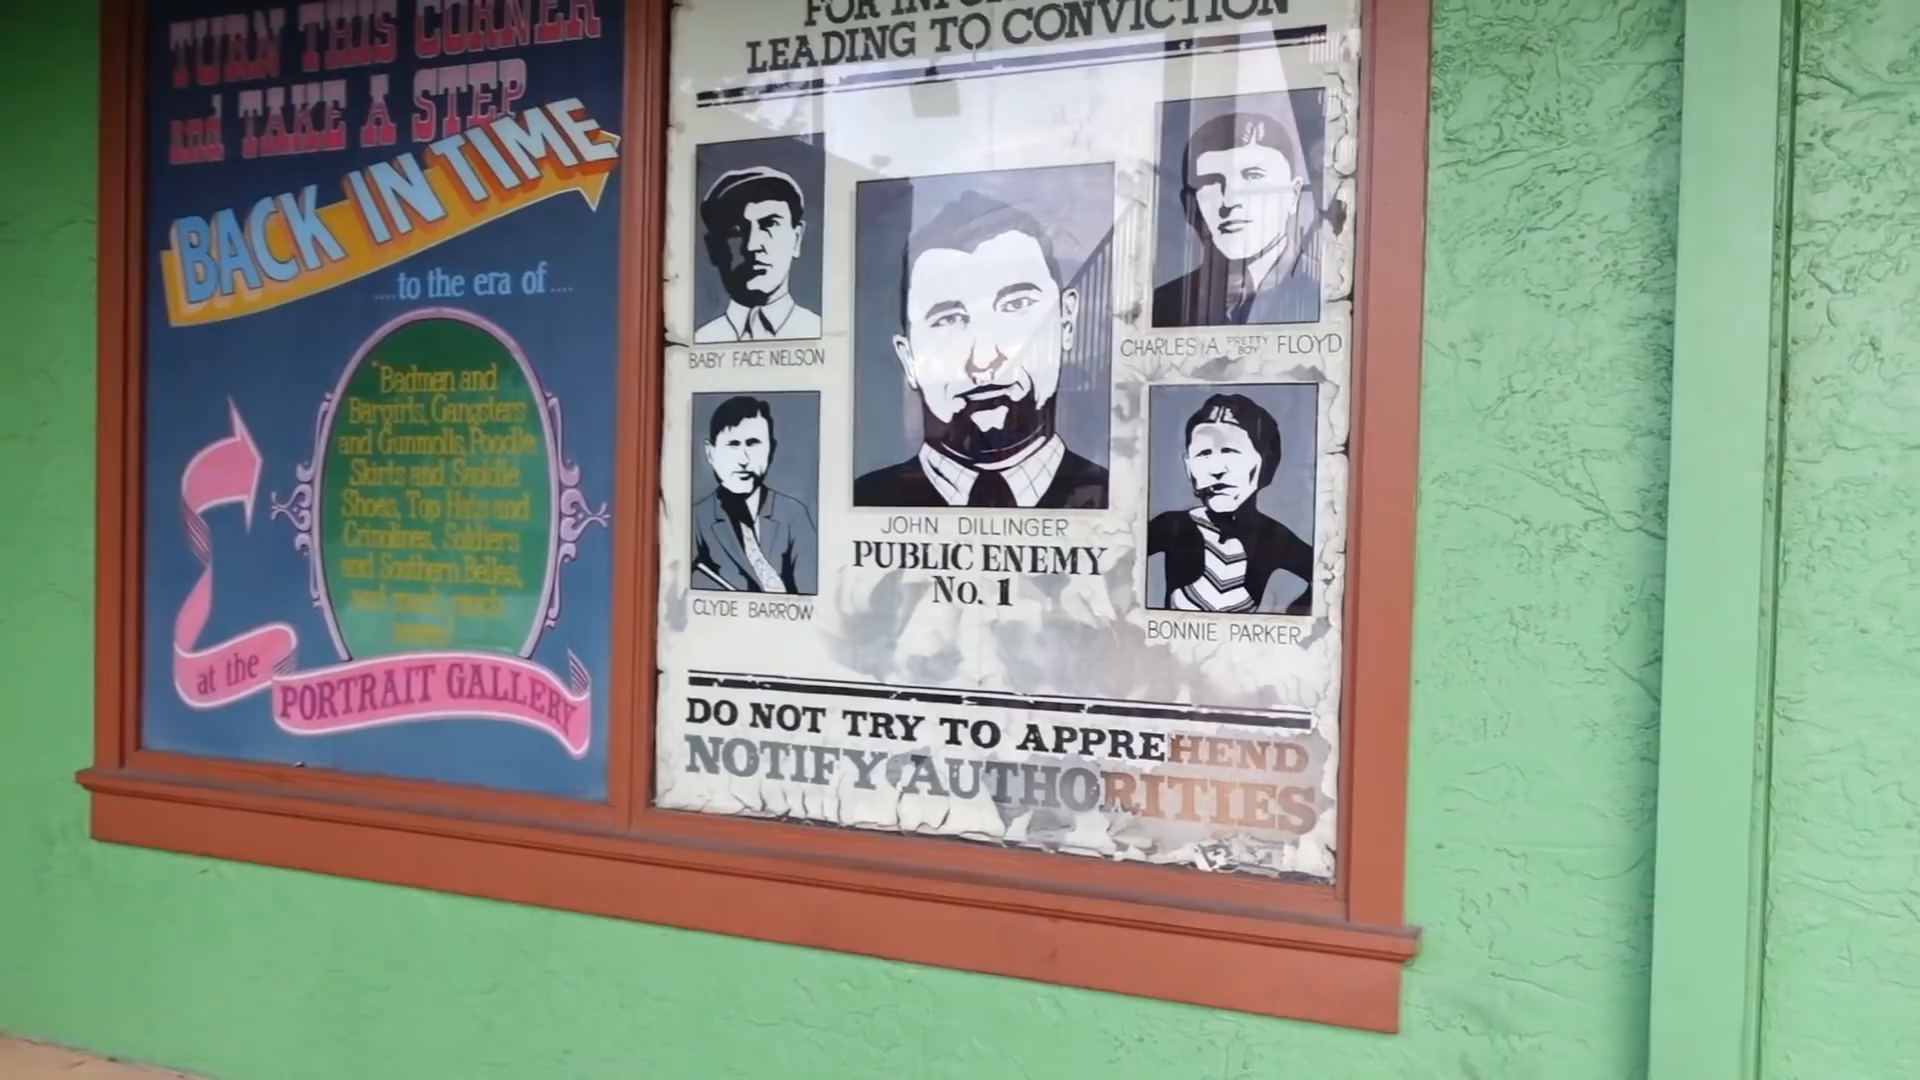 TURN THIS CORNER
and TAKE A STEP
BACK IN TIME
....to the era of....
"Badmen and
Bargirls, Gangsters
and Gunmolls, Poodle
Skirts and Saddle
Shoes, Top Hats and
Crinolines, Soldiers
and Southern Belles,
and much, much
at the
PORTRAIT GALLERY
LEADING TO CONVICTION
BABY FACE NELSON
CHARLES A. PRETTY BOY FLOYD
CLYDE BARROW
JOHN DILLINGER
PUBLIC ENEMY
No. 1
BONNIE PARKER
DO NOT TRY TO APPREHEND
NOTIFY AUTHORITIES